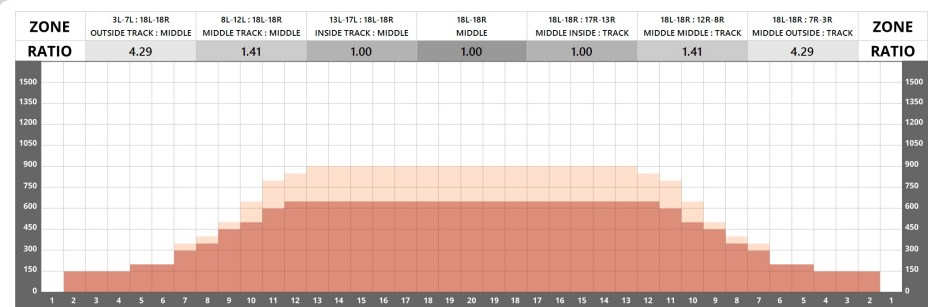 ZONE 3L-7L : 18L-18R 8L-12L : 18L-18R 13L-17L : 18L-18R 18L-18R 18L-18R : 17R-13R 18L-18R : 12R-8R 18L-18R : 7R-3R ZONE
OUTSIDE TRACK : MIDDLE MIDDLE TRACK : MIDDLE INSIDE TRACK : MIDDLE MIDDLE MIDDLE INSIDE : TRACK MIDDLE MIDDLE : TRACK MIDDLE OUTSIDE : TRACK
RATIO 4.29 1.41 1.00 1.00 1.00 1.41 4.29 RATIO
1500 1500
1350 1350
1200 1200
1050 1050
900 900
750 750
600 600
450 450
300 300
150 150
0 0
1 2 3 4 5 6 7 8 9 10 11 12 13 14 15 16 17 18 19 20 19 18 17 16 15 14 13 12 11 10 9 8 7 6 5 4 3 2 1